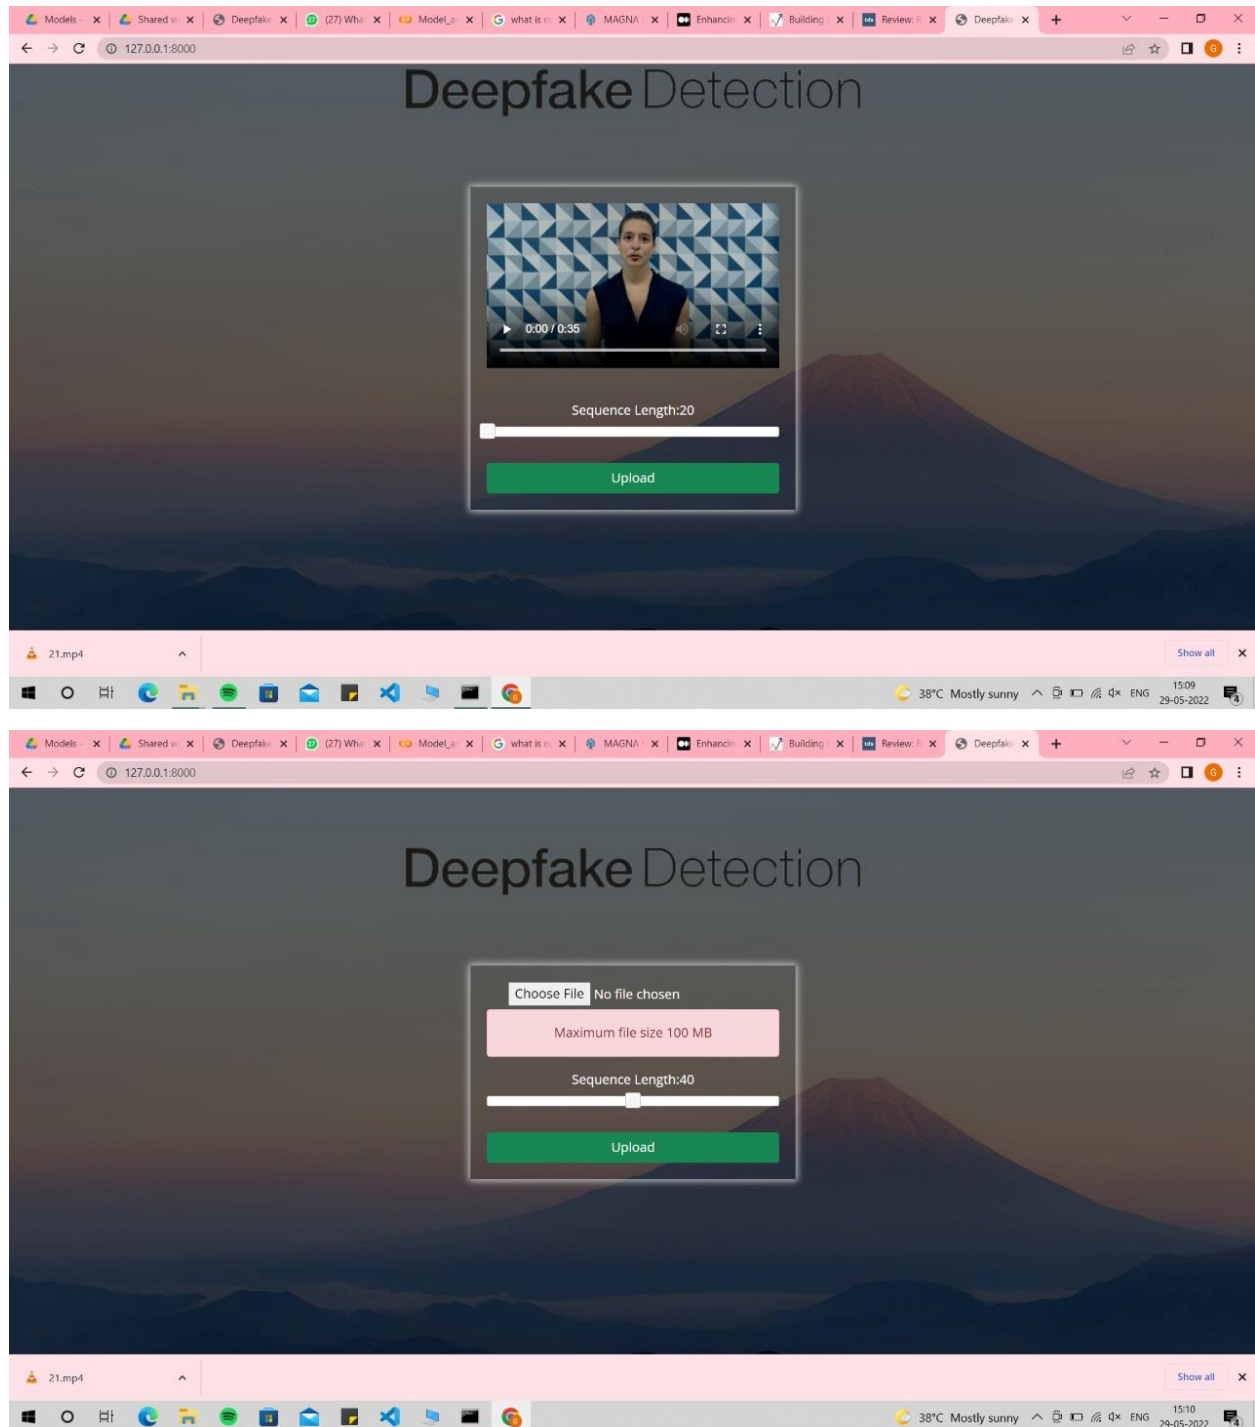 Models - Shared w Deepfake (27) Wha Model_a what is o MAGNA Enhancin Building Review: F Deepfake
127.0.0.1:8000
Deepfake Detection
0:00 / 0:35
Sequence Length:20
Upload
21.mp4 Show all
38°C Mostly sunny ENG 15:09
29-05-2022
4
Models - Shared w Deepfake (27) Wha Model_a what is o MAGNA Enhancin Building Review: F Deepfake
127.0.0.1:8000
Deepfake Detection
Choose File No file chosen
Maximum file size 100 MB
Sequence Length:40
Upload
21.mp4 Show all
38°C Mostly sunny ENG 15:10
29-05-2022